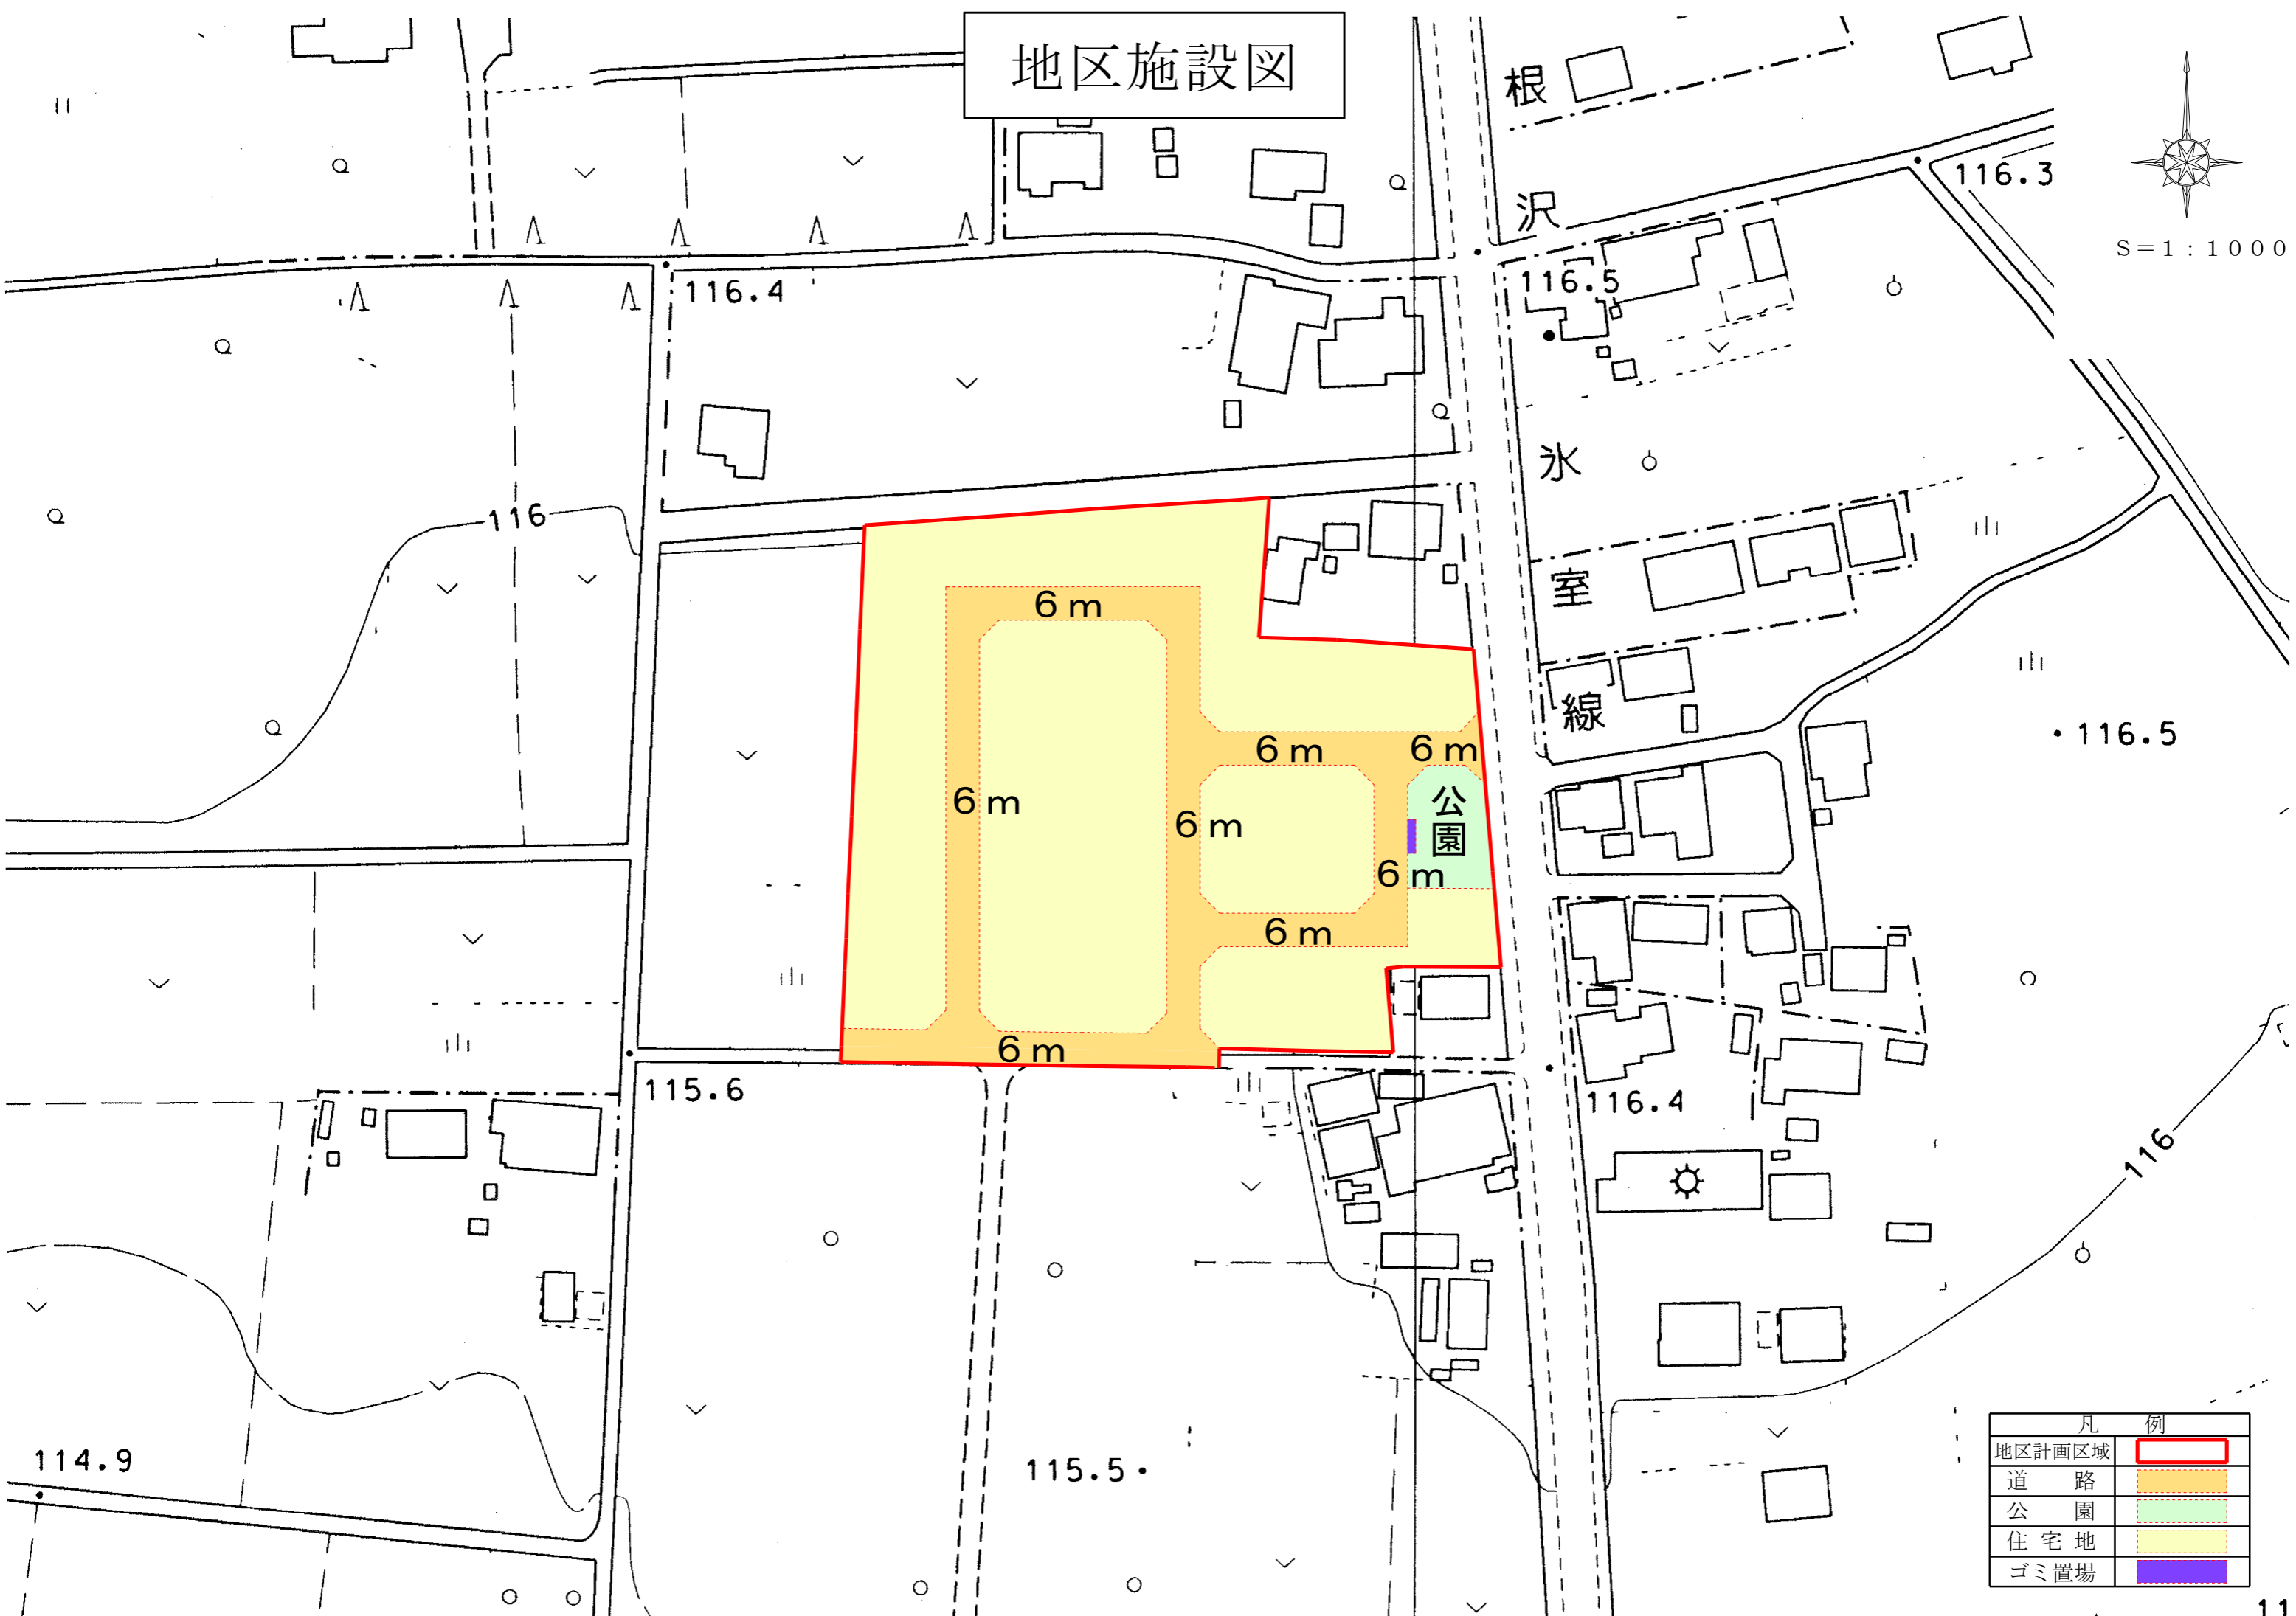 地区施設図
根沢氷室線
S=1:1000
116.3
116.4
116.5
116
6m
6m
6m
6m
6m
公園
6m
6m
6m
116.5
115.6
116.4
116
114.9
115.5
凡 例
地区計画区域
道 路
公 園
住 宅 地
ゴミ置場
11